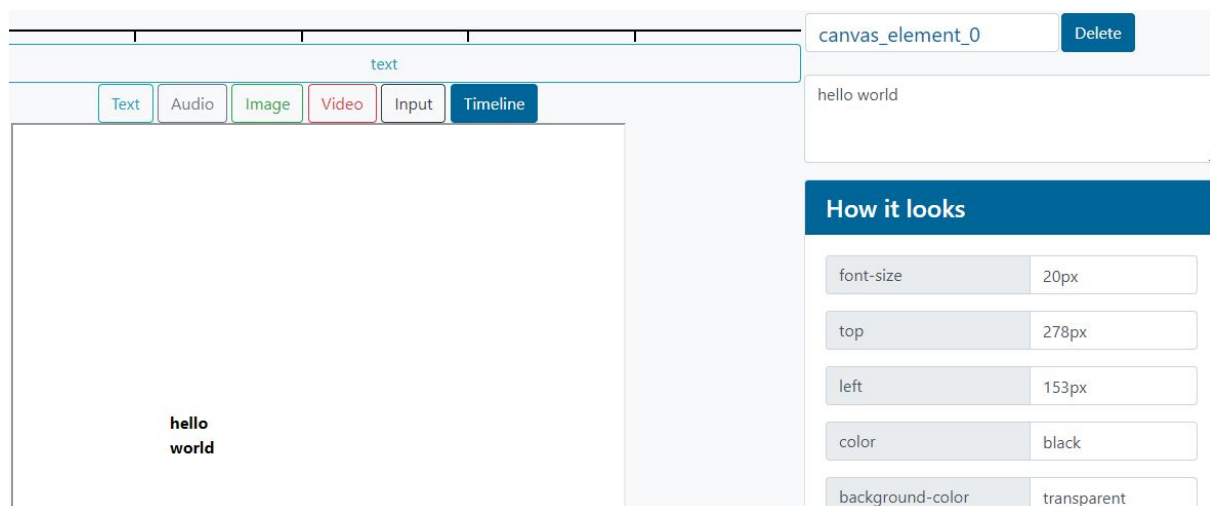 canvas_element_0
Delete
text
Text Audio Image Video Input Timeline
hello world
How it looks
font-size 20px
top 278px
left 153px
color black
background-color transparent
hello
world